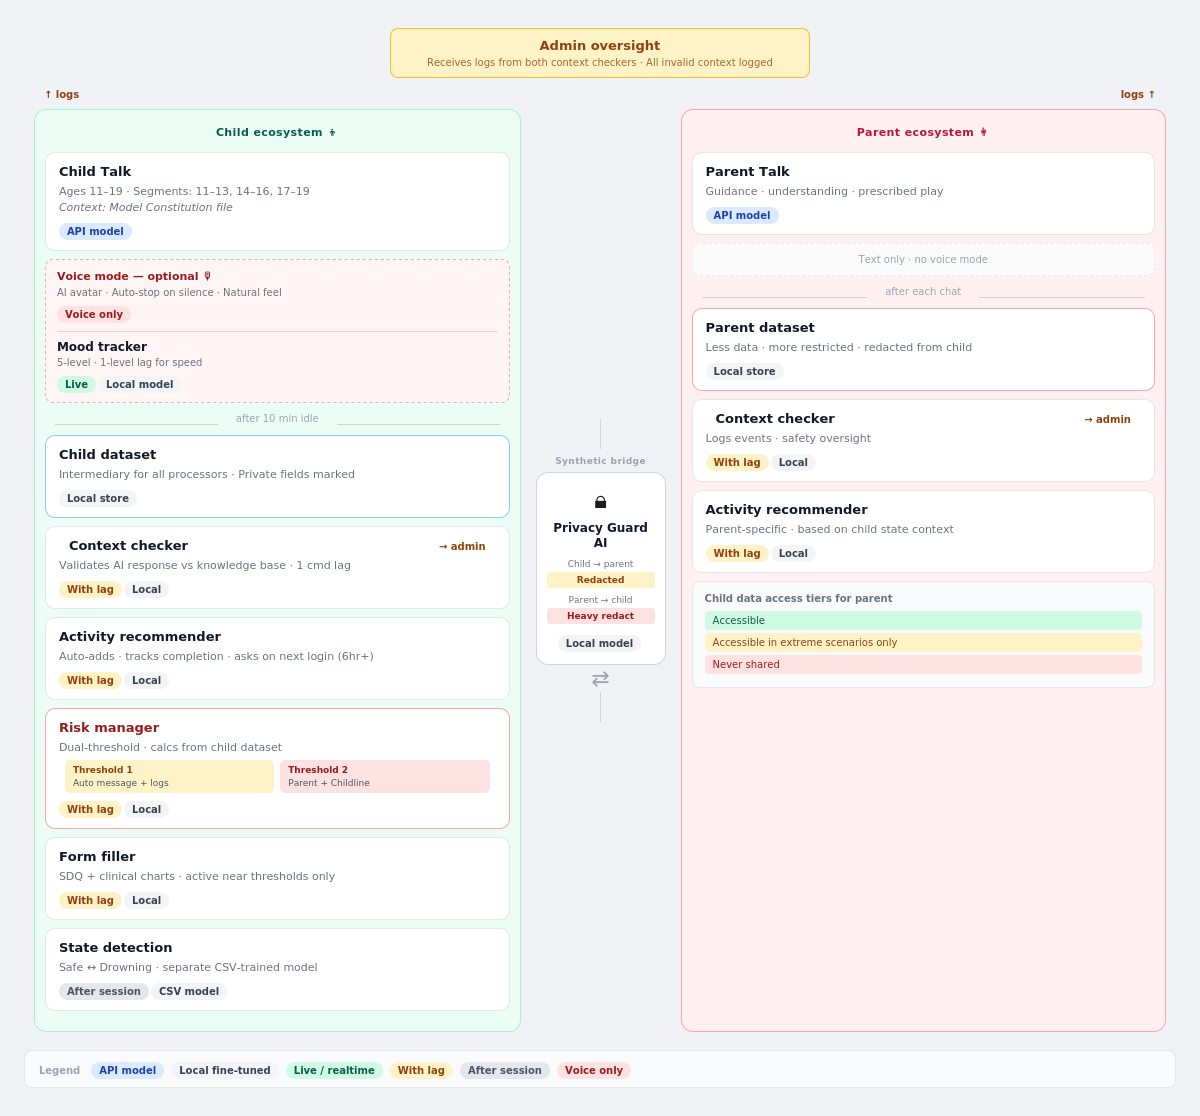 Admin oversight
Receives logs from both context checkers · All invalid context logged
↑ logs
logs ↑
Child ecosystem
Child Talk
Ages 11–19 · Segments: 11–13, 14–16, 17–19
Context: Model Constitution file
API model
Voice mode — optional
AI avatar · Auto-stop on silence · Natural feel
Voice only
Mood tracker
5-level · 1-level lag for speed
Live Local model
after 10 min idle
Child dataset
Intermediary for all processors · Private fields marked
Local store
Context checker → admin
Validates AI response vs knowledge base · 1 cmd lag
With lag Local
Activity recommender
Auto-adds · tracks completion · asks on next login (6hr+)
With lag Local
Risk manager
Dual-threshold · calcs from child dataset
Threshold 1
Auto message + logs
Threshold 2
Parent + Childline
With lag Local
Form filler
SDQ + clinical charts · active near thresholds only
With lag Local
State detection
Safe ↔ Drowning · separate CSV-trained model
After session CSV model
Synthetic bridge
Privacy Guard
AI
Child → parent
Redacted
Parent → child
Heavy redact
Local model
⇄
Parent ecosystem
Parent Talk
Guidance · understanding · prescribed play
API model
Text only · no voice mode
after each chat
Parent dataset
Less data · more restricted · redacted from child
Local store
Context checker → admin
Logs events · safety oversight
With lag Local
Activity recommender
Parent-specific · based on child state context
With lag Local
Child data access tiers for parent
Accessible
Accessible in extreme scenarios only
Never shared
Legend API model Local fine-tuned Live / realtime With lag After session Voice only